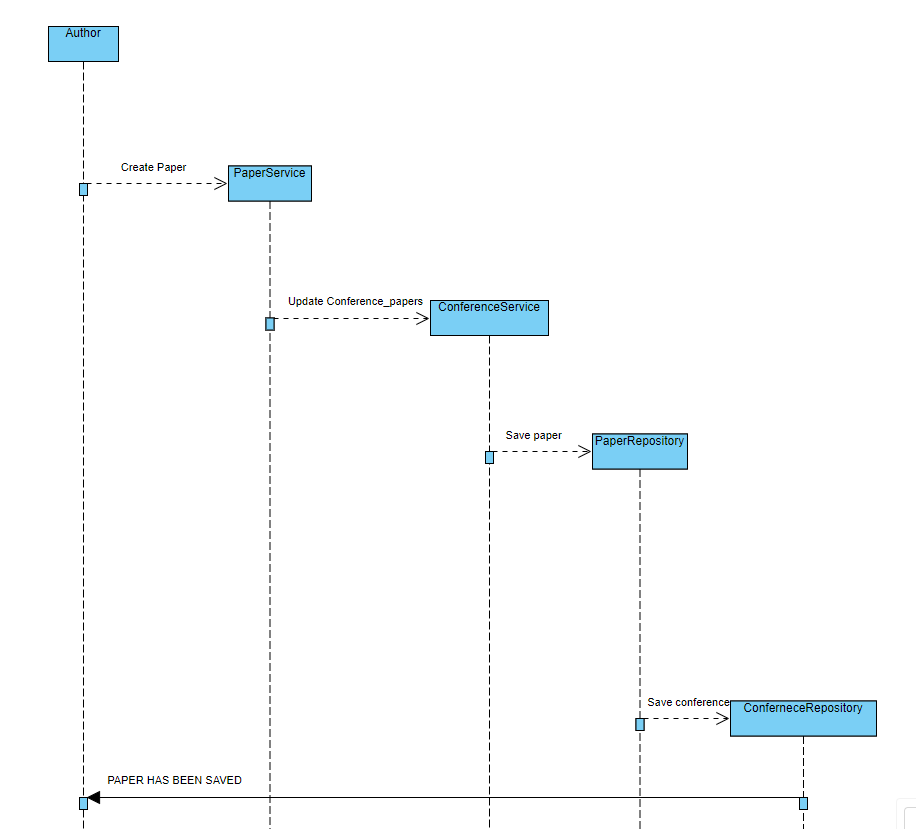 Author
Create Paper
PaperService
Update Conference_papers
ConferenceService
Save paper
PaperRepository
Save conference
ConferneceRepository
PAPER HAS BEEN SAVED